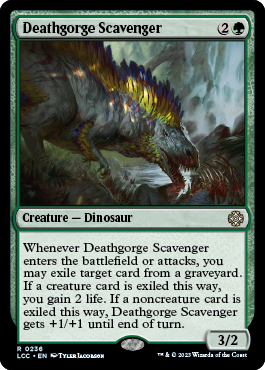 Deathgorge Scavenger 2
Creature — Dinosaur
Whenever Deathgorge Scavenger
enters the battlefield or attacks, you
may exile target card from a graveyard.
If a creature card is exiled this way,
you gain 2 life. If a noncreature card is
exiled this way, Deathgorge Scavenger
gets +1/+1 until end of turn.
3/2
R 0236
LCC • EN Tyler Jacobson ™ & © 2023 Wizards of the Coast